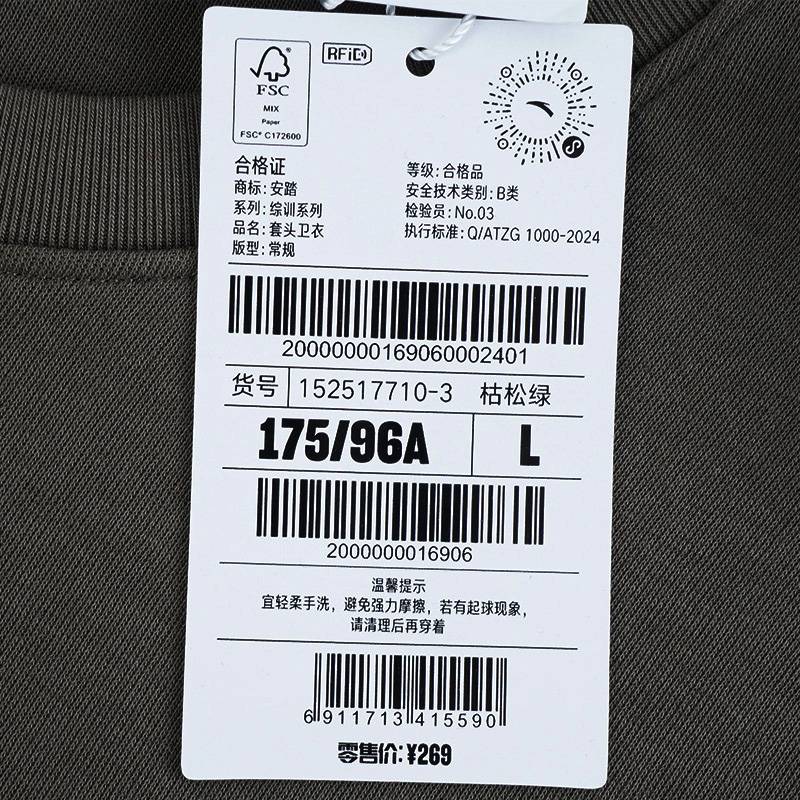 FSC
MIX
Paper
FSC® C172600
RFiD
合格证
商标: 安踏
系列: 综训系列
品名: 套头卫衣
版型: 常规
等级: 合格品
安全技术类别: B类
检验员: No.03
执行标准: Q/ATZG 1000-2024
20000000169060002401
货号 152517710-3 枯松绿
175/96A L
2000000016906
温馨提示
宜轻柔手洗，避免强力摩擦，若有起球现象，
请清理后再穿着
6 911713 415590
零售价: ¥269